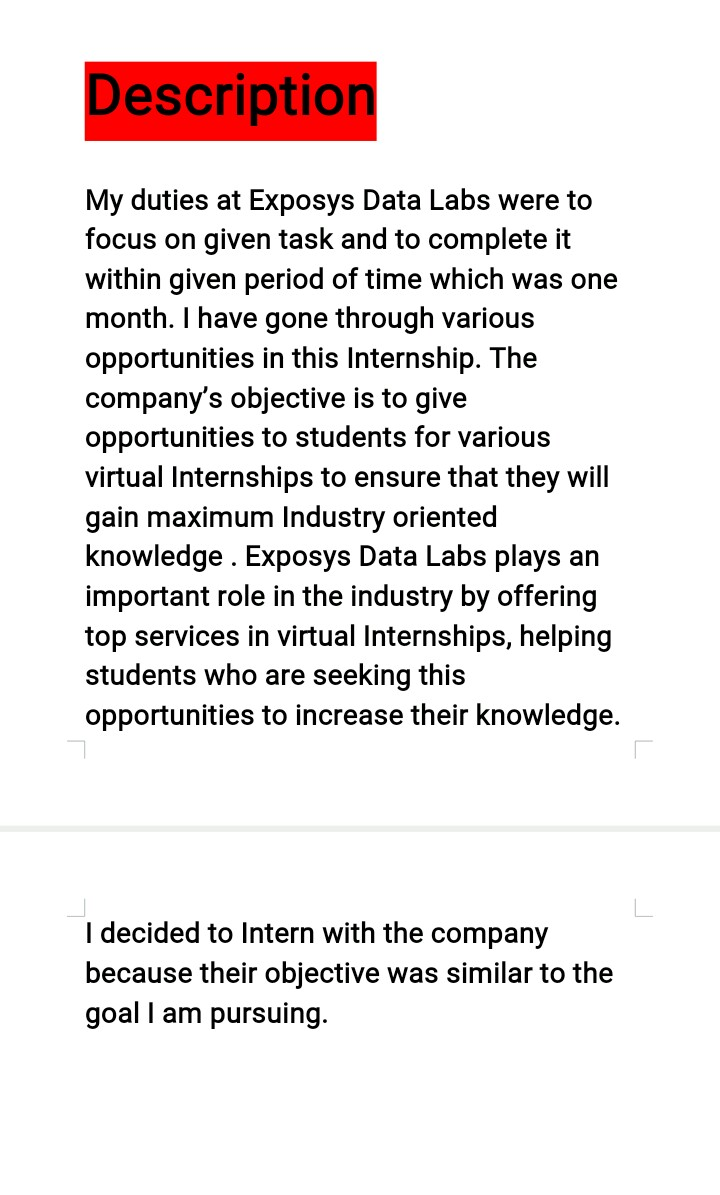 Description
My duties at Exposys Data Labs were to
focus on given task and to complete it
within given period of time which was one
month. I have gone through various
opportunities in this Internship. The
company’s objective is to give
opportunities to students for various
virtual Internships to ensure that they will
gain maximum Industry oriented
knowledge . Exposys Data Labs plays an
important role in the industry by offering
top services in virtual Internships, helping
students who are seeking this
opportunities to increase their knowledge.
I decided to Intern with the company
because their objective was similar to the
goal I am pursuing.